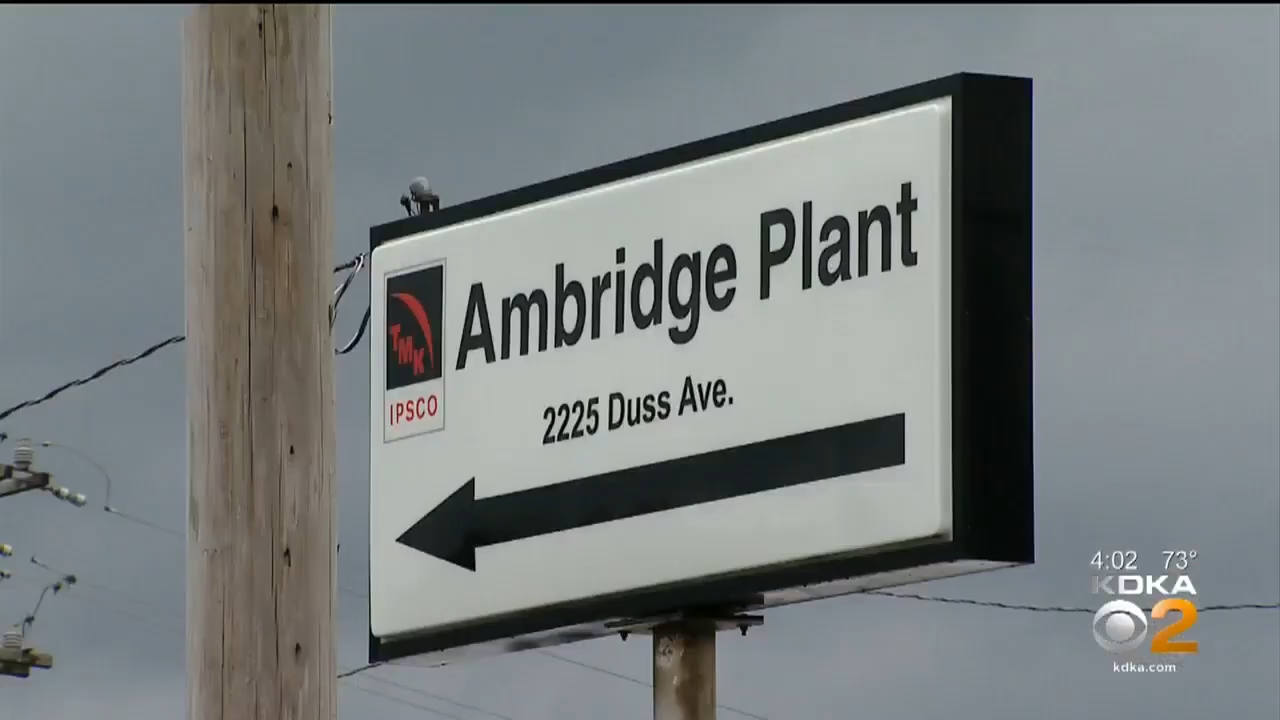 Ambridge Plant
TMK
IPSCO
2225 Duss Ave.
4:02 73°
KDKA
2
kdka.com